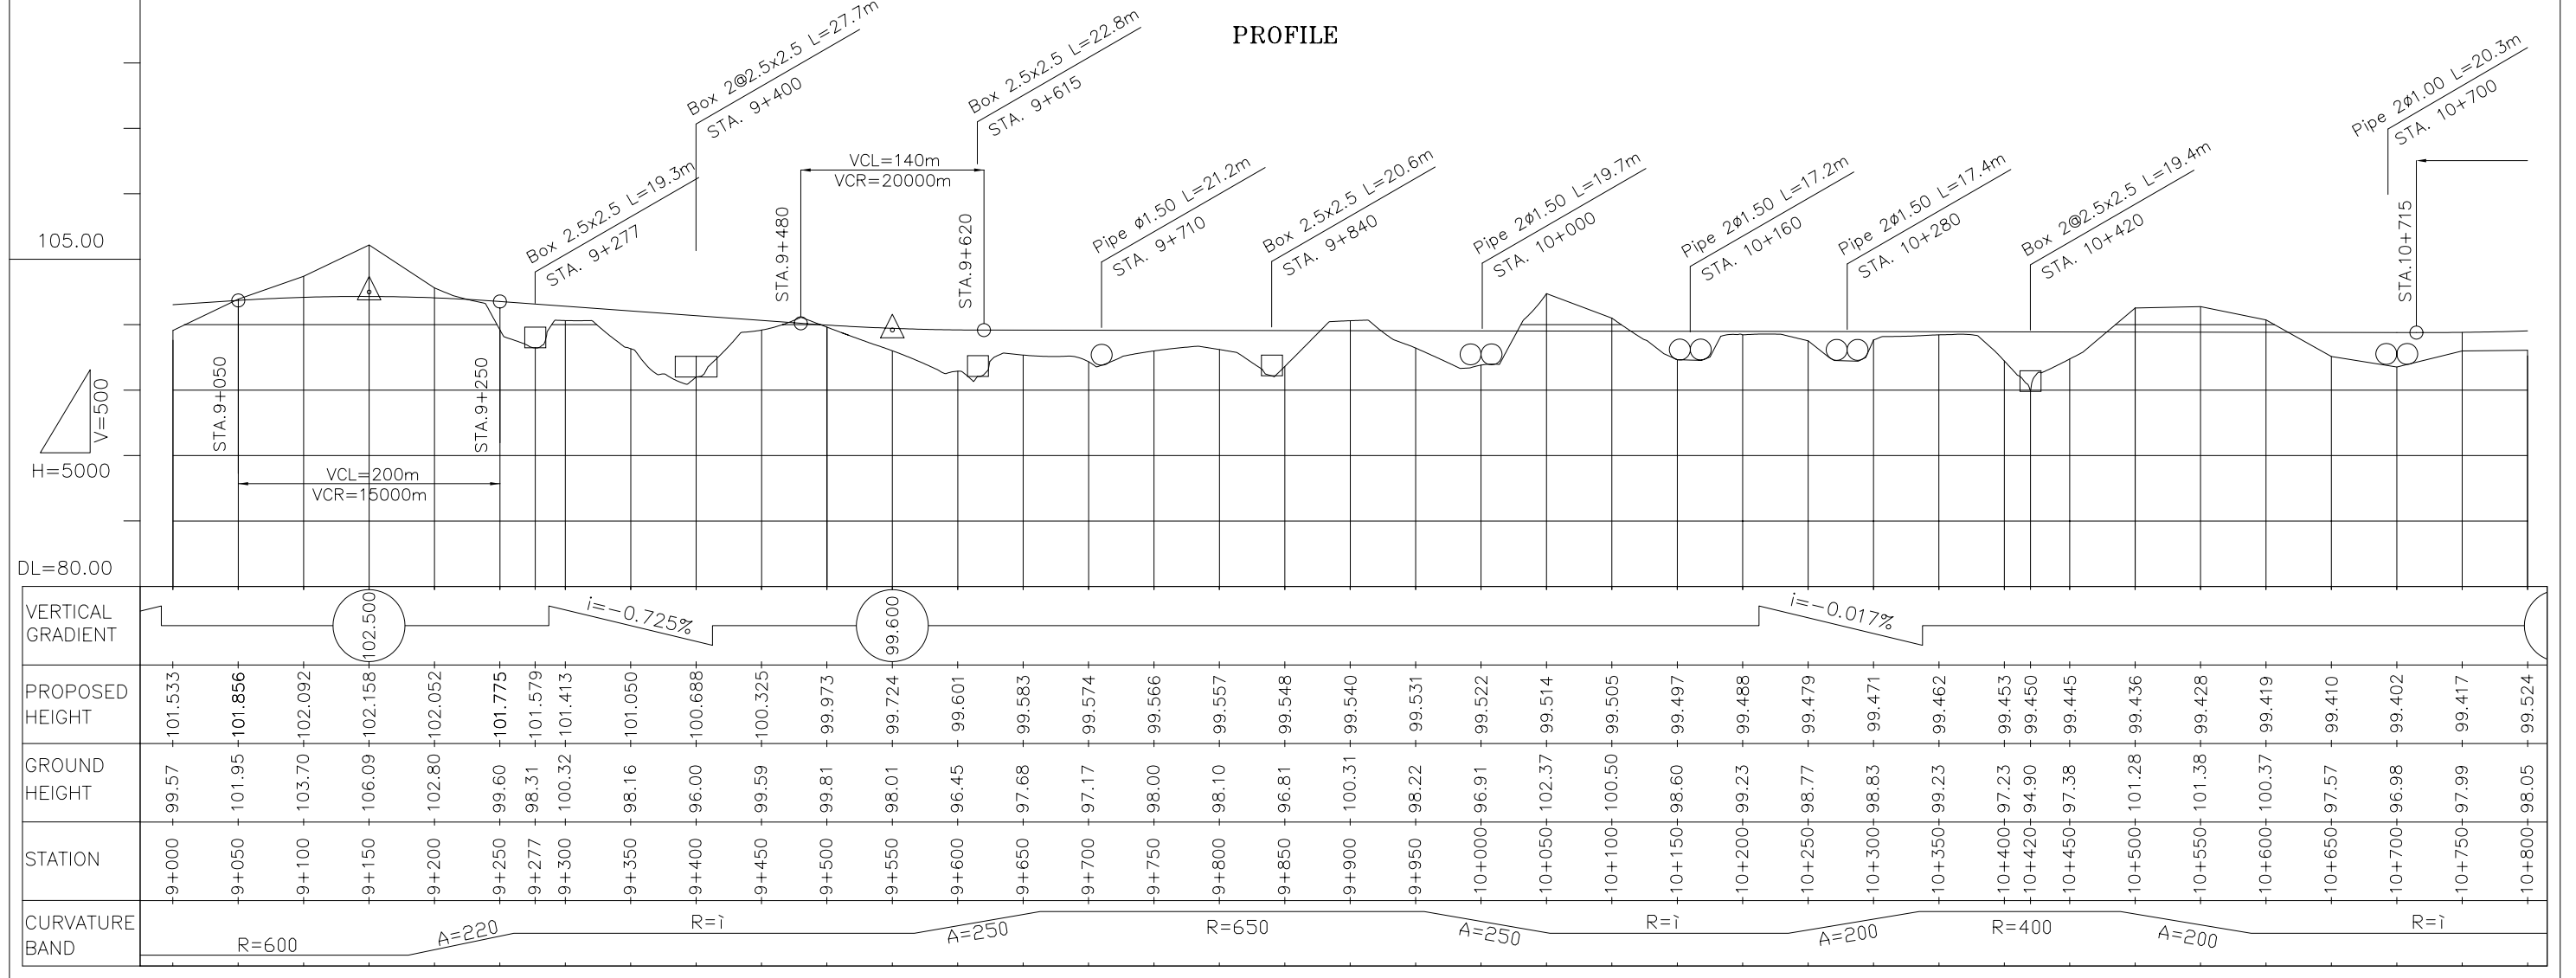 PROFILE
Box 2@2.5x2.5 L=27.7m
STA. 9+400
Box 2.5x2.5 L=22.8m
STA. 9+615
Pipe 2ø1.00 L=20.3m
STA. 10+700
VCL=140m
VCR=20000m
Box 2.5x2.5 L=19.3m
STA. 9+277
STA.9+480
STA.9+620
Pipe ø1.50 L=21.2m
STA. 9+710
Box 2.5x2.5 L=20.6m
STA. 9+840
Pipe 2ø1.50 L=19.7m
STA. 10+000
Pipe 2ø1.50 L=17.2m
STA. 10+160
Pipe 2ø1.50 L=17.4m
STA. 10+280
Box 2@2.5x2.5 L=19.4m
STA. 10+420
STA.10+715
105.00
STA.9+050
STA.9+250
V=500
H=5000
VCL=200m
VCR=15000m
DL=80.00
VERTICAL
GRADIENT
102.500
i=-0.725%
99.600
i=-0.017%
PROPOSED
HEIGHT
101.533 101.856 102.092 102.158 102.052 101.775 101.579 101.413 101.050 100.688 100.325 99.973 99.724 99.601 99.583 99.574 99.566 99.557 99.548 99.540 99.531 99.522 99.514 99.505 99.497 99.488 99.479 99.471 99.462 99.453 99.450 99.445 99.436 99.428 99.419 99.410 99.402 99.417 99.524
GROUND
HEIGHT
99.57 101.95 103.70 106.09 102.80 99.60 98.31 100.32 98.16 96.00 99.59 99.81 98.01 96.45 97.68 97.17 98.00 98.10 96.81 100.31 98.22 96.91 102.37 100.50 98.60 99.23 98.77 98.83 99.23 97.23 94.90 97.38 101.28 101.38 100.37 97.57 96.98 97.99 98.05
STATION
9+000 9+050 9+100 9+150 9+200 9+250 9+277 9+300 9+350 9+400 9+450 9+500 9+550 9+600 9+650 9+700 9+750 9+800 9+850 9+900 9+950 10+000 10+050 10+100 10+150 10+200 10+250 10+300 10+350 10+400 10+420 10+450 10+500 10+550 10+600 10+650 10+700 10+750 10+800
CURVATURE
BAND
R=600 A=220 R=ì A=250 R=650 A=250 R=ì A=200 R=400 A=200 R=ì